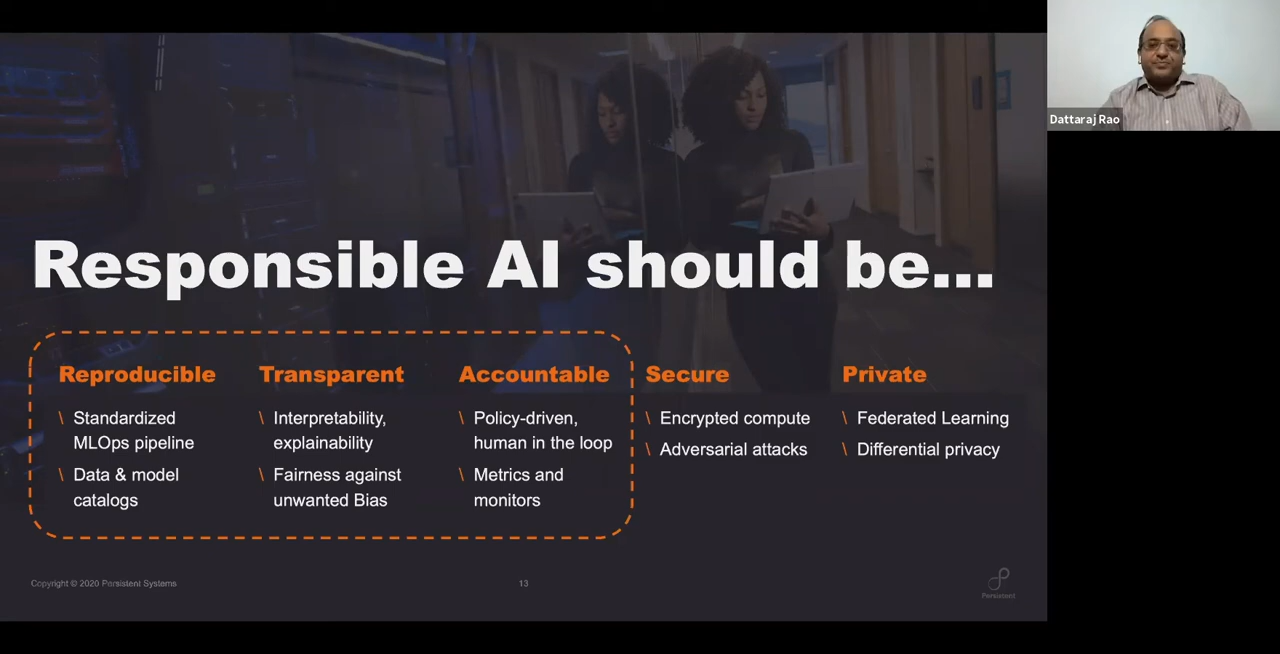 Dattaraj Rao
Responsible AI should be...
Reproducible
\ Standardized
MLOps pipeline
\ Data & model
catalogs
Transparent
\ Interpretability,
explainability
\ Fairness against
unwanted Bias
Accountable
\ Policy-driven,
human in the loop
\ Metrics and
monitors
Secure
\ Encrypted compute
\ Adversarial attacks
Private
\ Federated Learning
\ Differential privacy
Copyright © 2020 Persistent Systems
13
Persistent